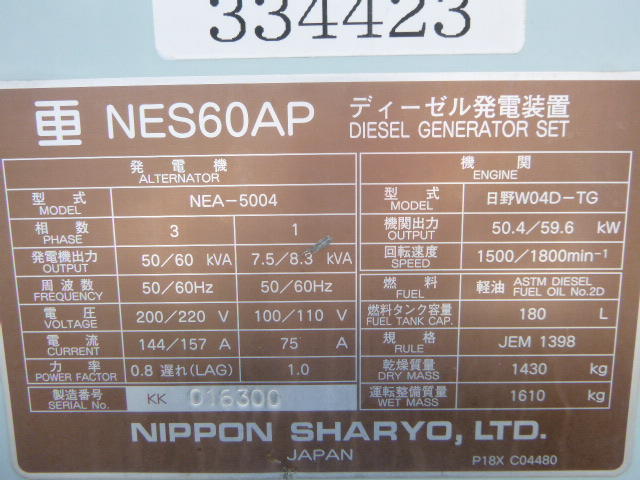 334423
NES60AP ディーゼル発電装置
DIESEL GENERATOR SET
発電機
ALTERNATOR
型式 MODEL NEA-5004
相数 PHASE 3 1
発電機出力 OUTPUT 50/60 kVA 7.5/8.3 kVA
周波数 FREQUENCY 50/60Hz 50/60Hz
電圧 VOLTAGE 200/220 V 100/110 V
電流 CURRENT 144/157 A 75 A
力率 POWER FACTOR 0.8 遅れ(LAG) 1.0
製造番号 SERIAL No. KK 016300
機関
ENGINE
型式 MODEL 日野W04D-TG
機関出力 OUTPUT 50.4/59.6 kW
回転速度 SPEED 1500/1800min-1
燃料 FUEL 軽油 ASTM DIESEL FUEL OIL No.2D
燃料タンク容量 FUEL TANK CAP. 180 L
規格 RULE JEM 1398
乾燥質量 DRY MASS 1430 kg
運転整備質量 WET MASS 1610 kg
NIPPON SHARYO, LTD.
JAPAN
P18X C04480